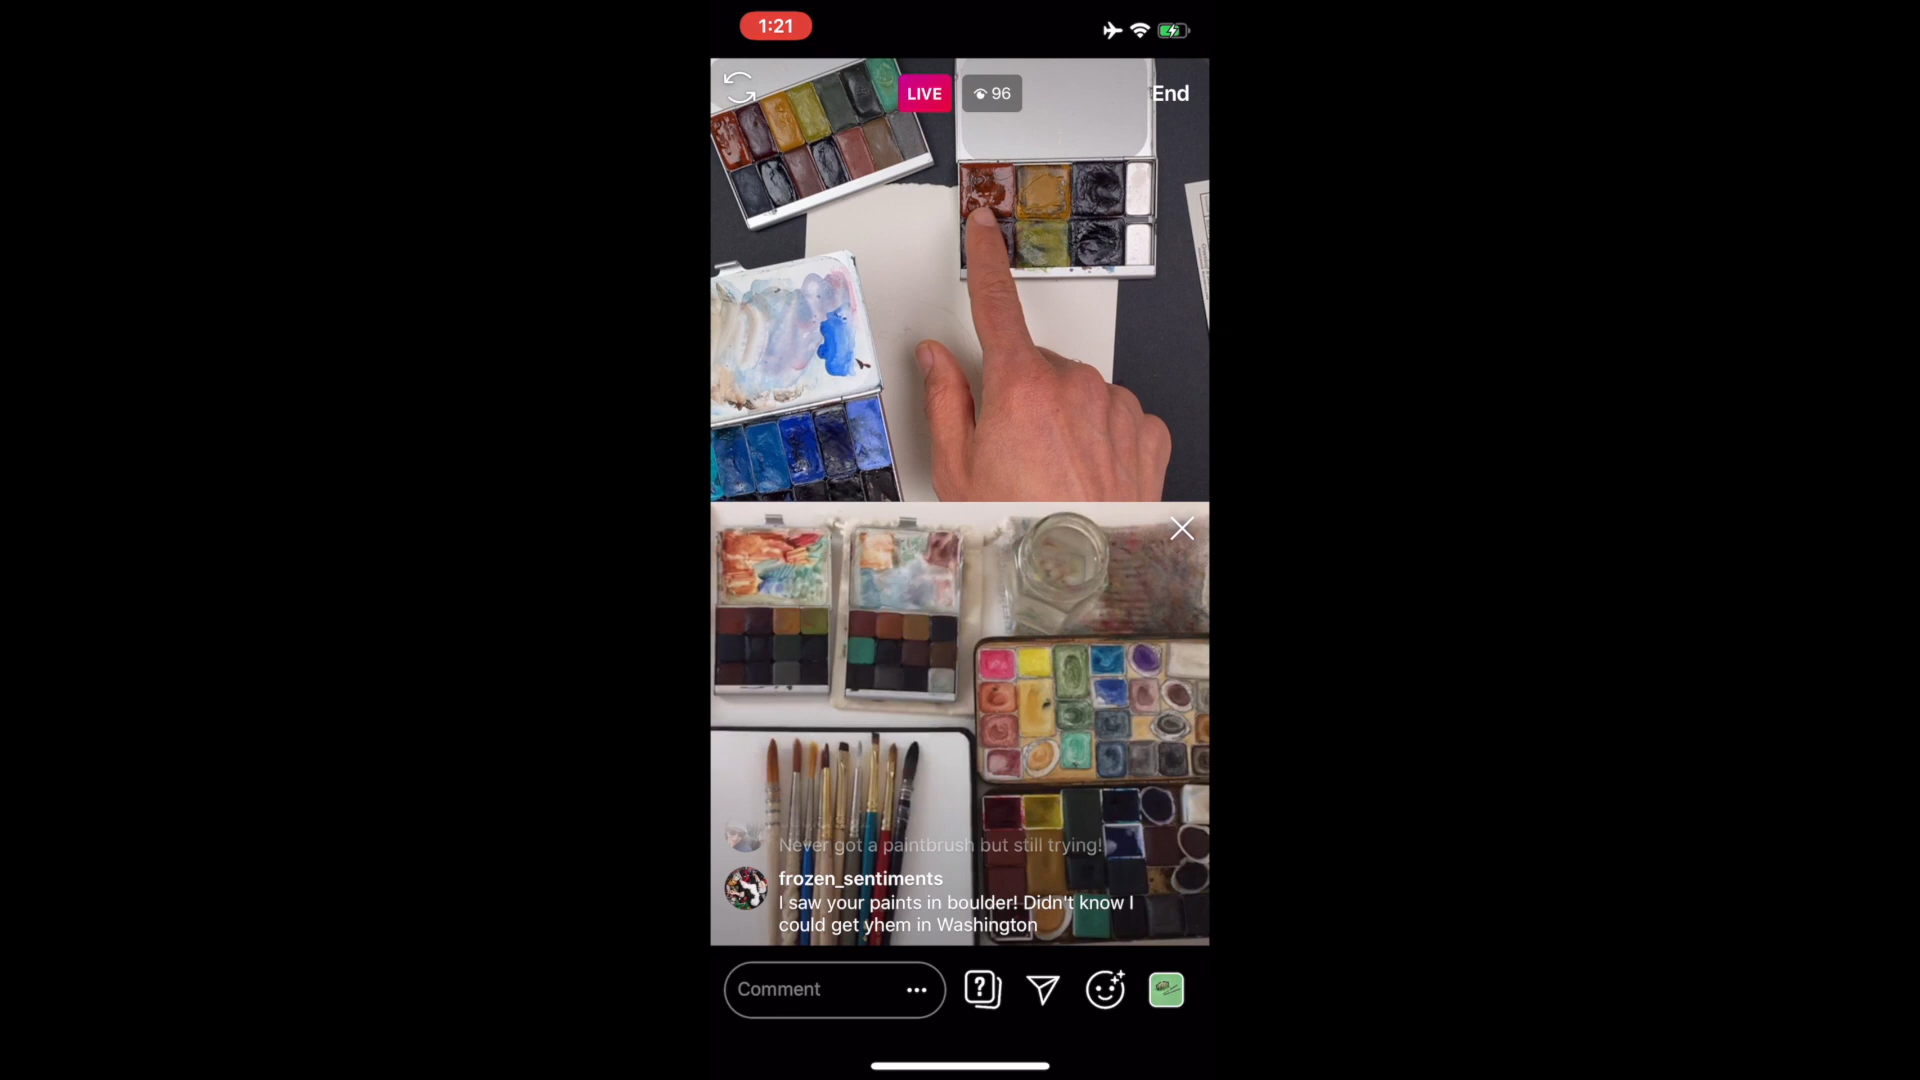 1:21
LIVE
96
End
Never got a paintbrush but still trying!
frozen_sentiments
I saw your paints in boulder! Didn't know I
could get yhem in Washington
Comment